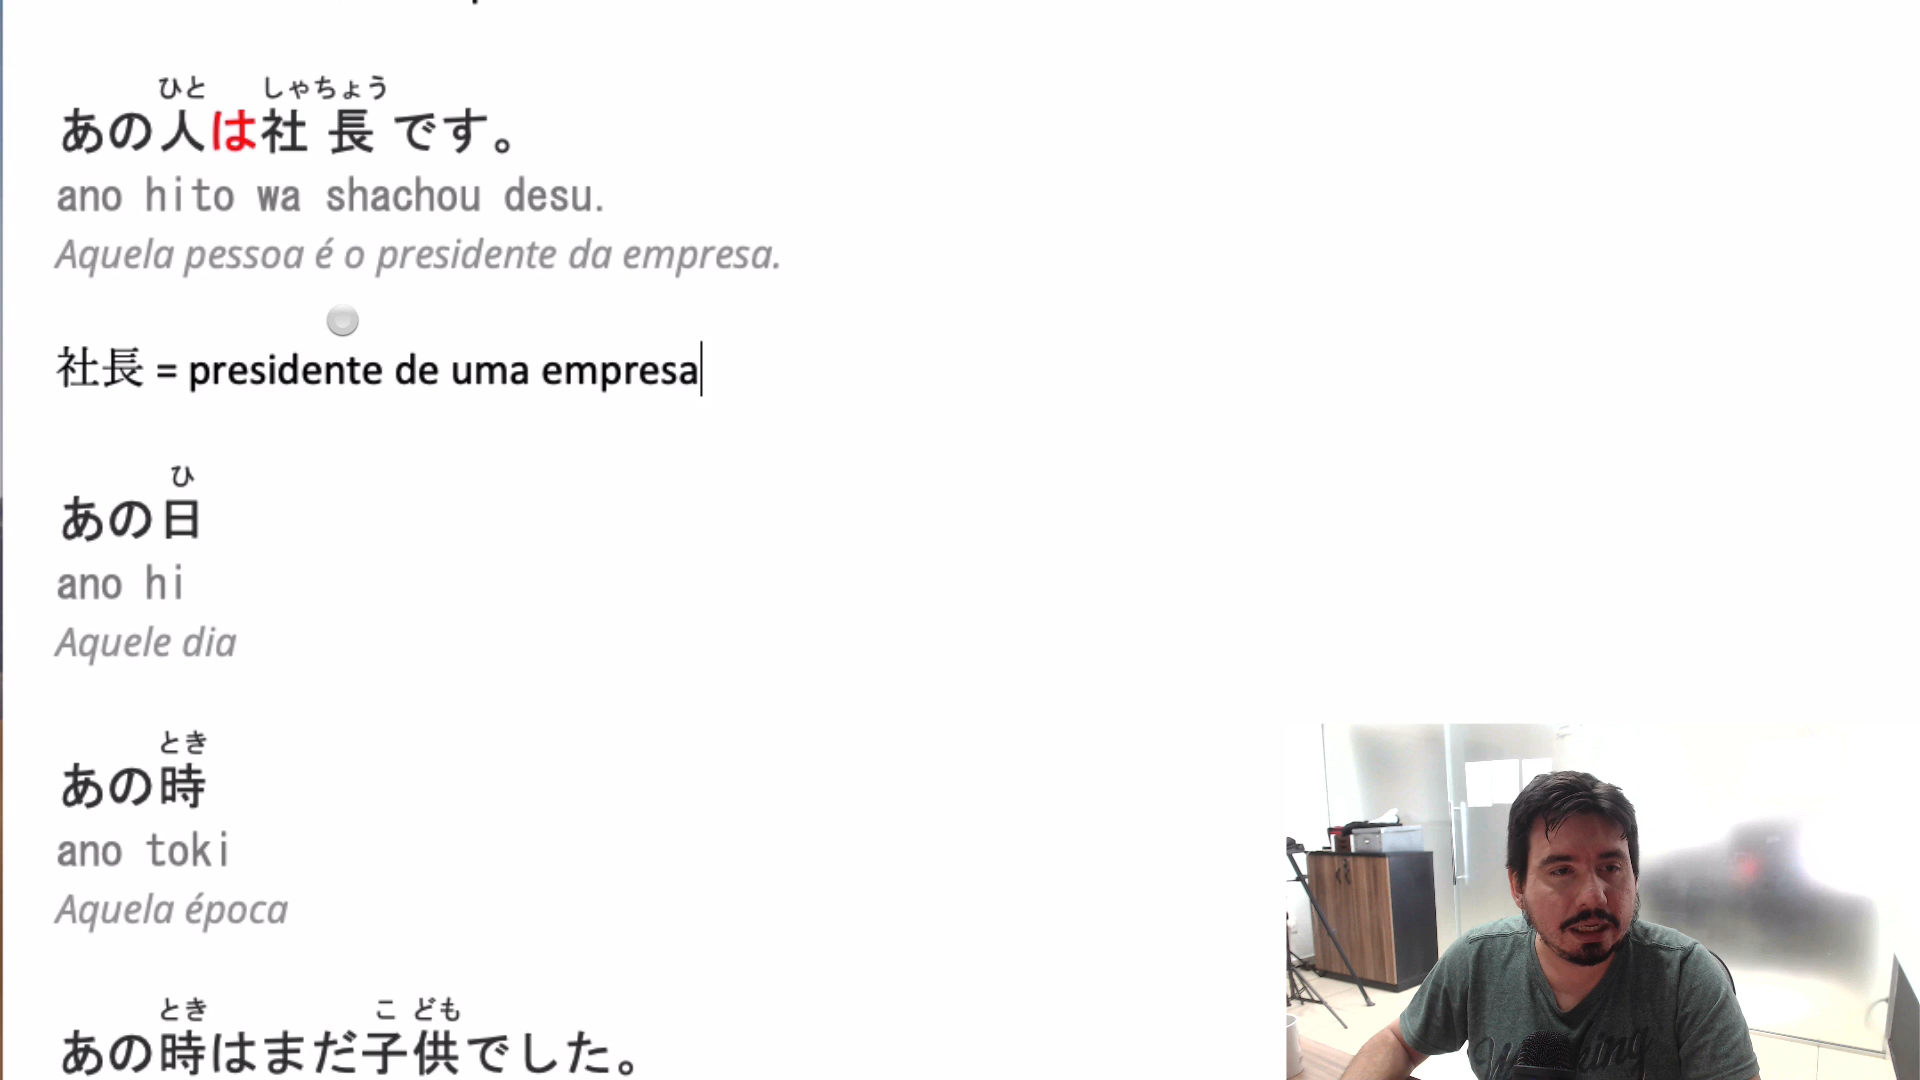 ひと しゃちょう
あの人は社長です。
ano hito wa shachou desu.
Aquela pessoa é o presidente da empresa.
社長 = presidente de uma empresa
ひ
あの日
ano hi
Aquele dia
とき
あの時
ano toki
Aquela época
とき こ ども
あの時はまだ子供でした。